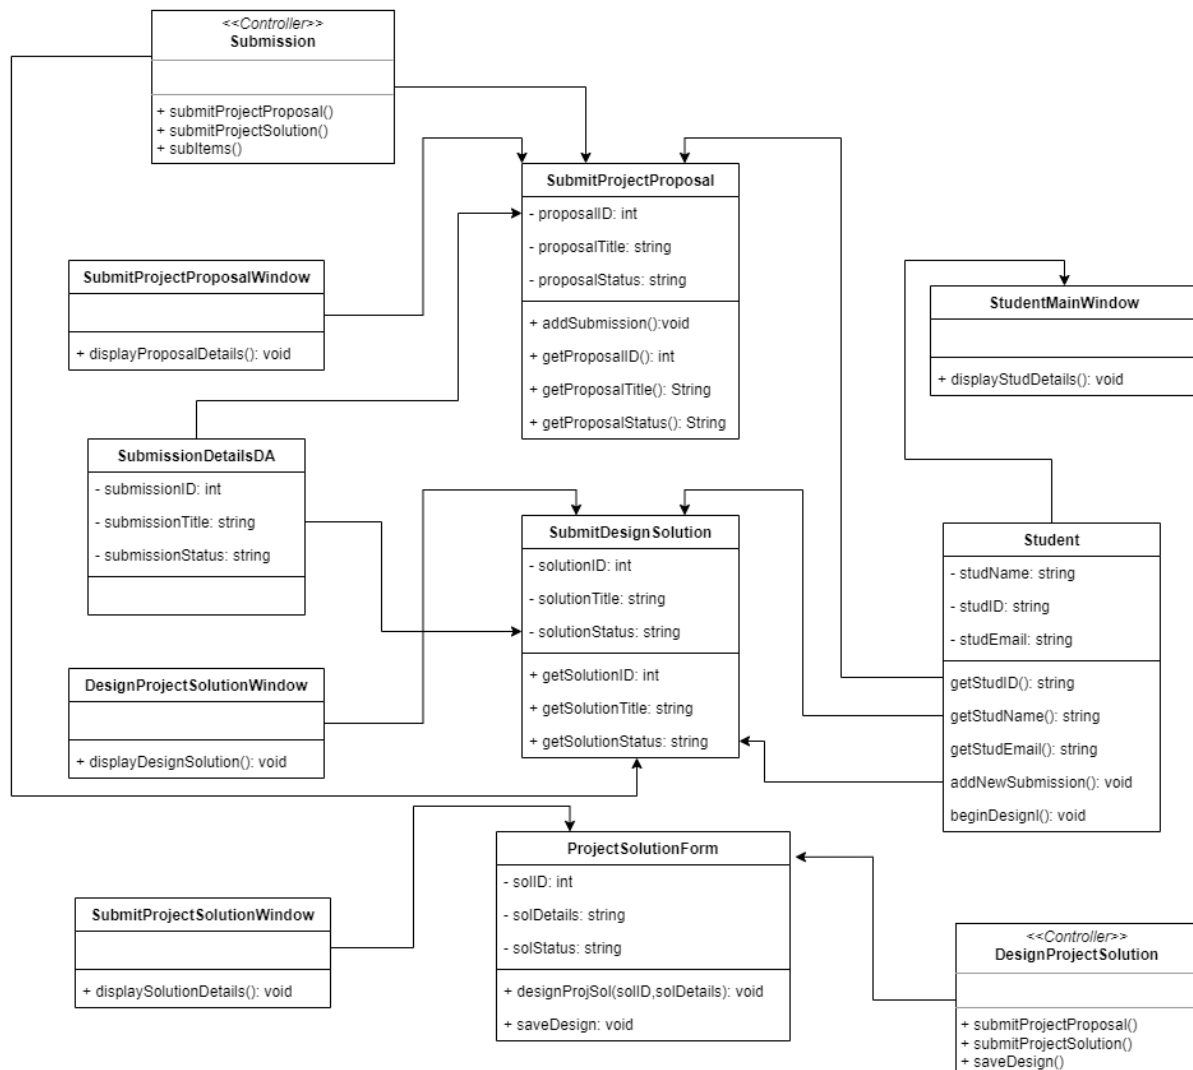 <<Controller>>
Submission
+ submitProjectProposal()
+ submitProjectSolution()
+ subItems()
SubmitProjectProposal
- proposalID: int
- proposalTitle: string
- proposalStatus: string
+ addSubmission():void
+ getProposalID(): int
+ getProposalTitle(): String
+ getProposalStatus(): String
SubmitProjectProposalWindow
+ displayProposalDetails(): void
StudentMainWindow
+ displayStudDetails(): void
SubmissionDetailsDA
- submissionID: int
- submissionTitle: string
- submissionStatus: string
SubmitDesignSolution
- solutionID: int
- solutionTitle: string
- solutionStatus: string
+ getSolutionID: int
+ getSolutionTitle: string
+ getSolutionStatus: string
Student
- studName: string
- studID: string
- studEmail: string
getStudID(): string
getStudName(): string
getStudEmail(): string
addNewSubmission(): void
beginDesignI(): void
DesignProjectSolutionWindow
+ displayDesignSolution(): void
ProjectSolutionForm
- solID: int
- solDetails: string
- solStatus: string
+ designProjSol(solID,solDetails): void
+ saveDesign: void
SubmitProjectSolutionWindow
+ displaySolutionDetails(): void
<<Controller>>
DesignProjectSolution
+ submitProjectProposal()
+ submitProjectSolution()
+ saveDesign()